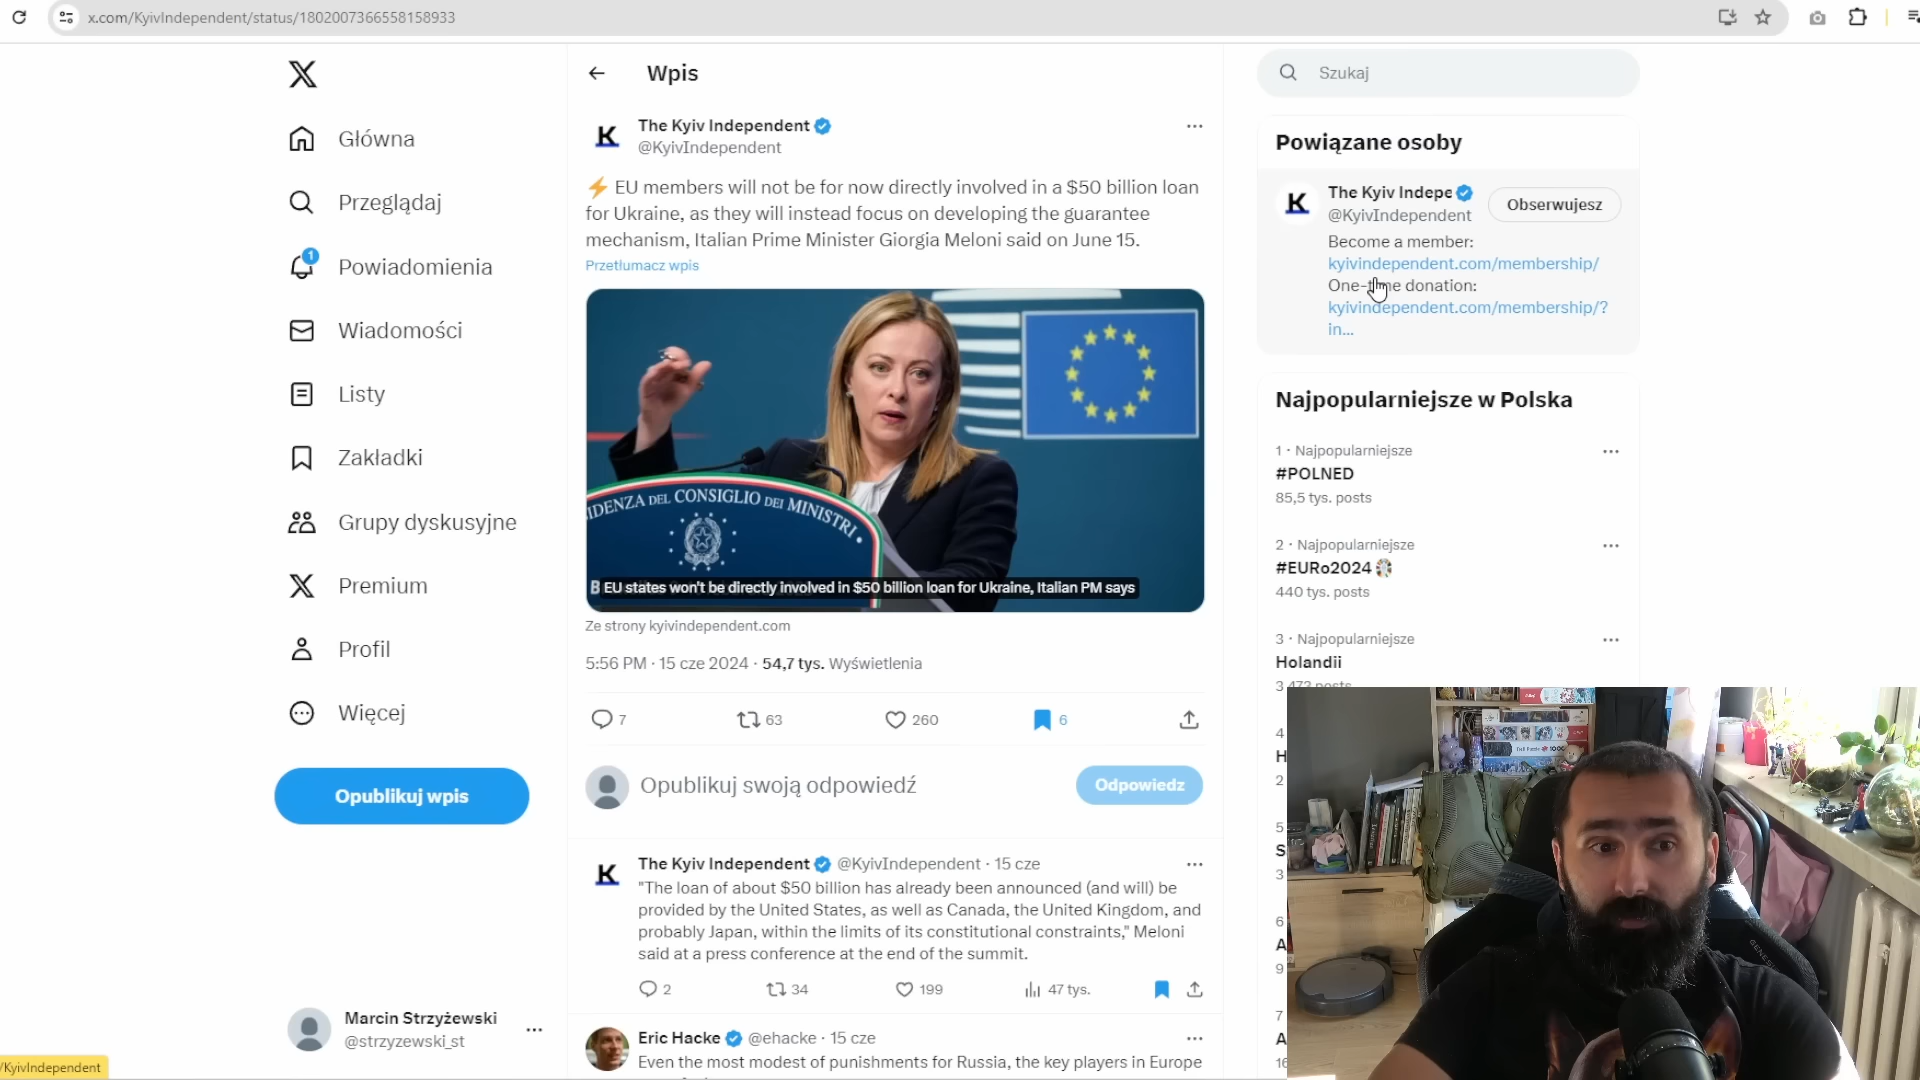 x.com/KyivIndependent/status/1802007366558158933
Główna
Przeglądaj
1
Powiadomienia
Wiadomości
Listy
Zakładki
Grupy dyskusyjne
Premium
Profil
Więcej
Opublikuj wpis
Marcin Strzyżewski
@strzyzewski_st
/KyivIndependent
Wpis
The Kyiv Independent
@KyivIndependent
⚡ EU members will not be for now directly involved in a $50 billion loan
for Ukraine, as they will instead focus on developing the guarantee
mechanism, Italian Prime Minister Giorgia Meloni said on June 15.
Przetłumacz wpis
IDENZA DEL CONSIGLIO DEI MINISTRI
EU states won't be directly involved in $50 billion loan for Ukraine, Italian PM says
Ze strony kyivindependent.com
5:56 PM · 15 cze 2024 · 54,7 tys. Wyświetlenia
7 63 260 6
Opublikuj swoją odpowiedź
Odpowiedz
The Kyiv Independent @KyivIndependent · 15 cze
"The loan of about $50 billion has already been announced (and will) be
provided by the United States, as well as Canada, the United Kingdom, and
probably Japan, within the limits of its constitutional constraints," Meloni
said at a press conference at the end of the summit.
2 34 199 47 tys.
Eric Hacke @ehacke · 15 cze
Even the most modest of punishments for Russia, the key players in Europe
Szukaj
Powiązane osoby
The Kyiv Indepe
@KyivIndependent
Obserwujesz
Become a member:
kyivindependent.com/membership/
One-time donation:
kyivindependent.com/membership/?
in...
Najpopularniejsze w Polska
1 · Najpopularniejsze
#POLNED
85,5 tys. posts
2 · Najpopularniejsze
#EURo2024
440 tys. posts
3 · Najpopularniejsze
Holandii
3 473 posts
4
H
2
5
S
3
6
A
9
7
A
16